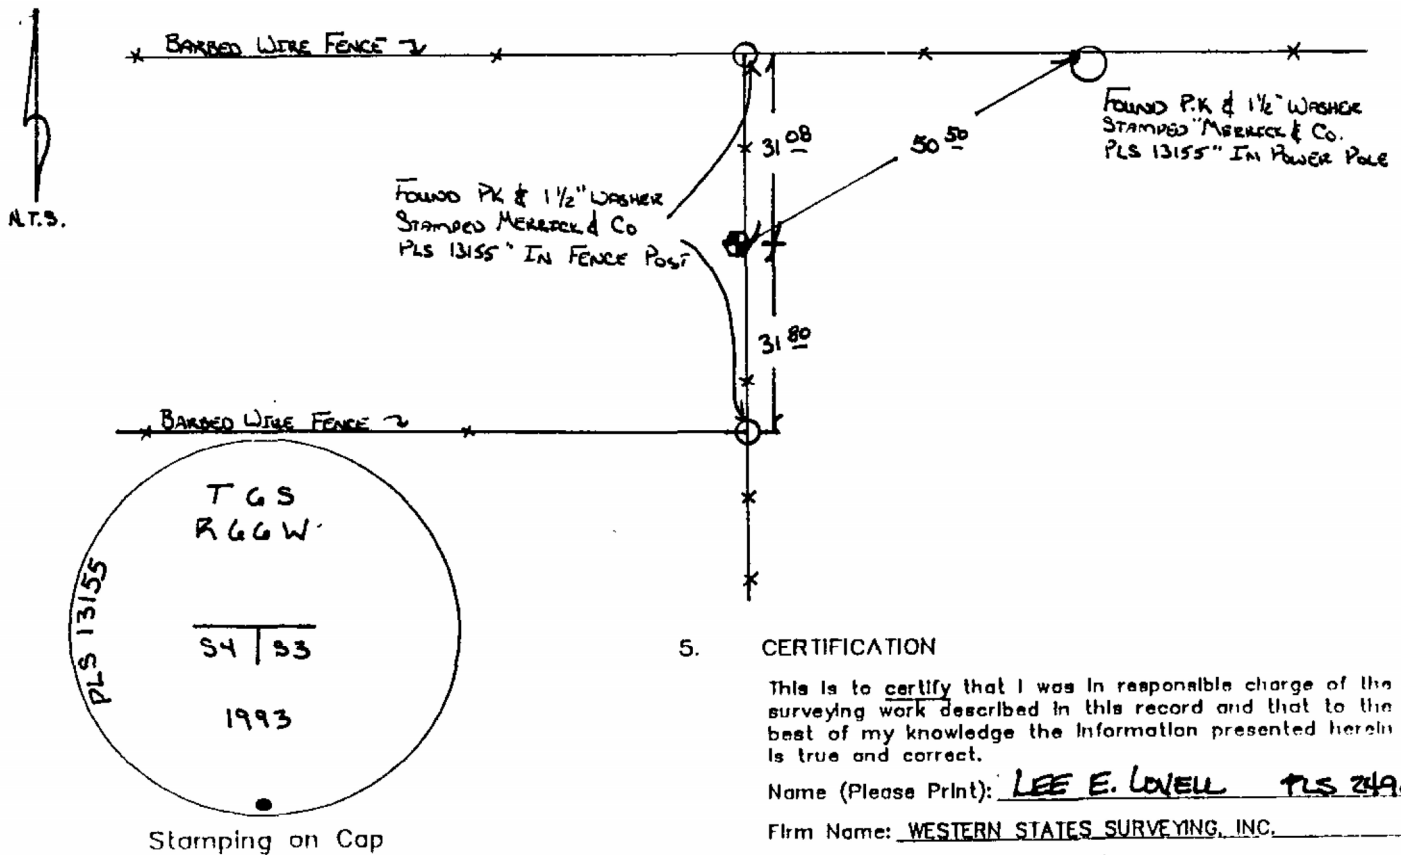 BARBED WIRE FENCE
N.T.S.
31 08
50 50
FOUND P.K & 1½" WASHER
STAMPED "MERRICK & CO.
PLS 13155" IN POWER POLE
FOUND PK & 1½" WASHER
STAMPED MERRICK & CO
PLS 13155" IN FENCE POST
31 80
BARBED WIRE FENCE
T 6 S
R 66 W
PLS 13155
S4 | S3
1993
Stamping on Cap
5. CERTIFICATION
This is to certify that I was in responsible charge of the
surveying work described in this record and that to the
best of my knowledge the information presented herein
is true and correct.
Name (Please Print): LEE E. LOVELL PLS
Firm Name: WESTERN STATES SURVEYING, INC.